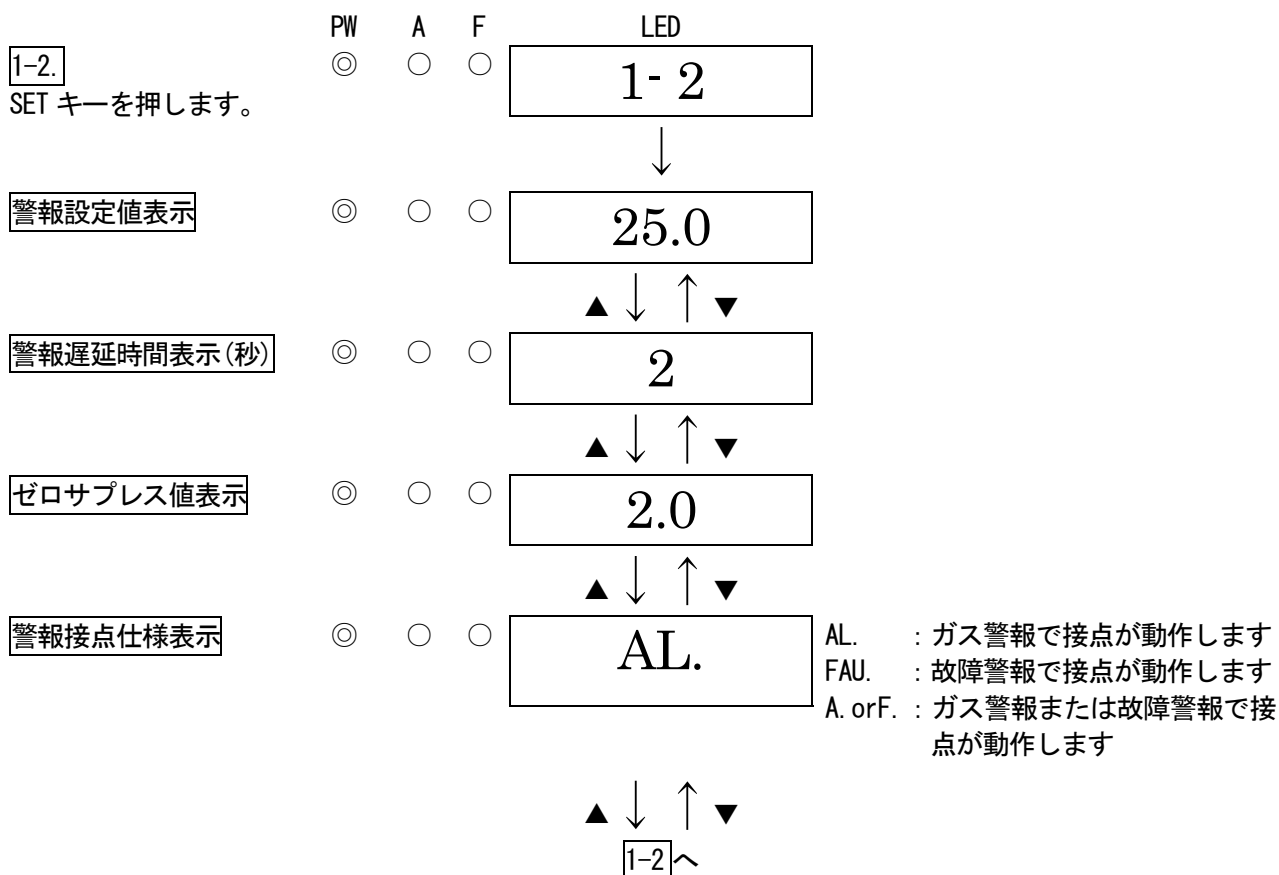 PW A F LED
1-2. ◎ ○ ○ 1- 2
SET キーを押します。
↓
警報設定値表示 ◎ ○ ○ 25.0
▲ ↓ ↑ ▼
警報遅延時間表示(秒) ◎ ○ ○ 2
▲ ↓ ↑ ▼
ゼロサプレス値表示 ◎ ○ ○ 2.0
▲ ↓ ↑ ▼
警報接点仕様表示 ◎ ○ ○ AL.
AL. :ガス警報で接点が動作します
FAU. :故障警報で接点が動作します
A.orF. :ガス警報または故障警報で接
点が動作します
▲ ↓ ↑ ▼
1-2 へ